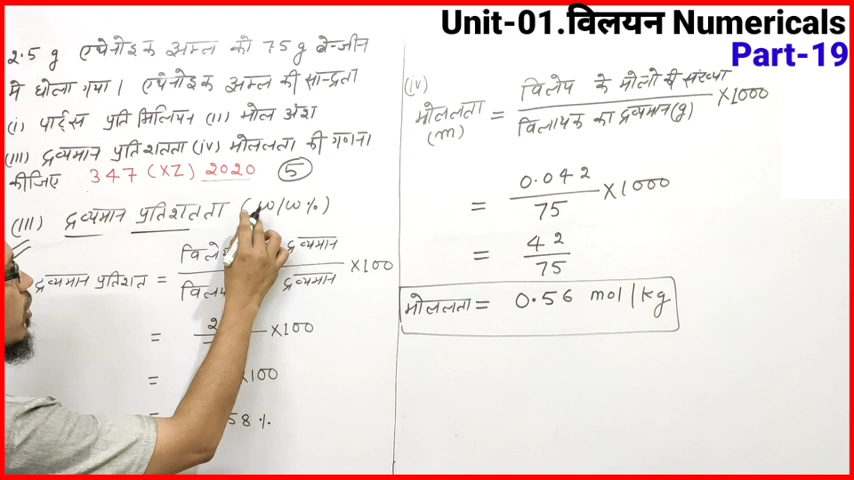 Unit-01.विलयन Numericals
Part-19
2.5 g एथेनोइक अम्ल को 75g बेन्जीन
में घोला गया। एथेनोइक अम्ल की सान्द्रता
(i) पार्ट्स प्रति मिलियन (II) मोल अंश
(III) द्रव्यमान प्रतिशतता (iv) मोललता की गणना
कीजिए 347 (XZ) 2020 (5)
(III) द्रव्यमान प्रतिशतता (w/w%)
द्रव्यमान
द्रव्यमान प्रतिशत = ×100
द्रव्यमान
= ×100
= ×100
58 %
(iv)
विलेय के मोलों की संख्या
मोललता (m) = ×1000
विलायक का द्रव्यमान(g)
= 0.042/75 ×1000
= 42/75
मोललता = 0.56 mol/kg